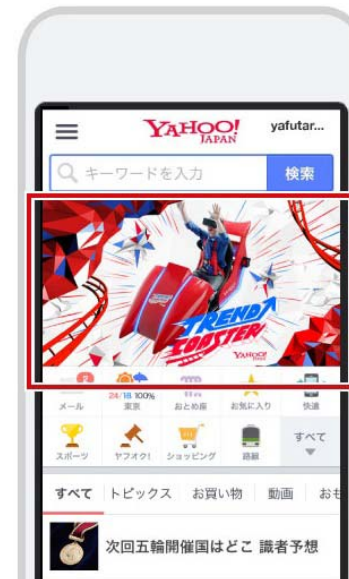 YAHOO!
JAPAN
yafutar...
キーワードを入力
検索
TREND
COASTER
YAHOO!
JAPAN
24/18 100%
メール
東京
おとめ座
お気に入り
快適
スポーツ
ヤフオク!
ショッピング
路線
すべて
すべて
トピックス
お買い物
動画
おも
次回五輪開催国はどこ 識者予想